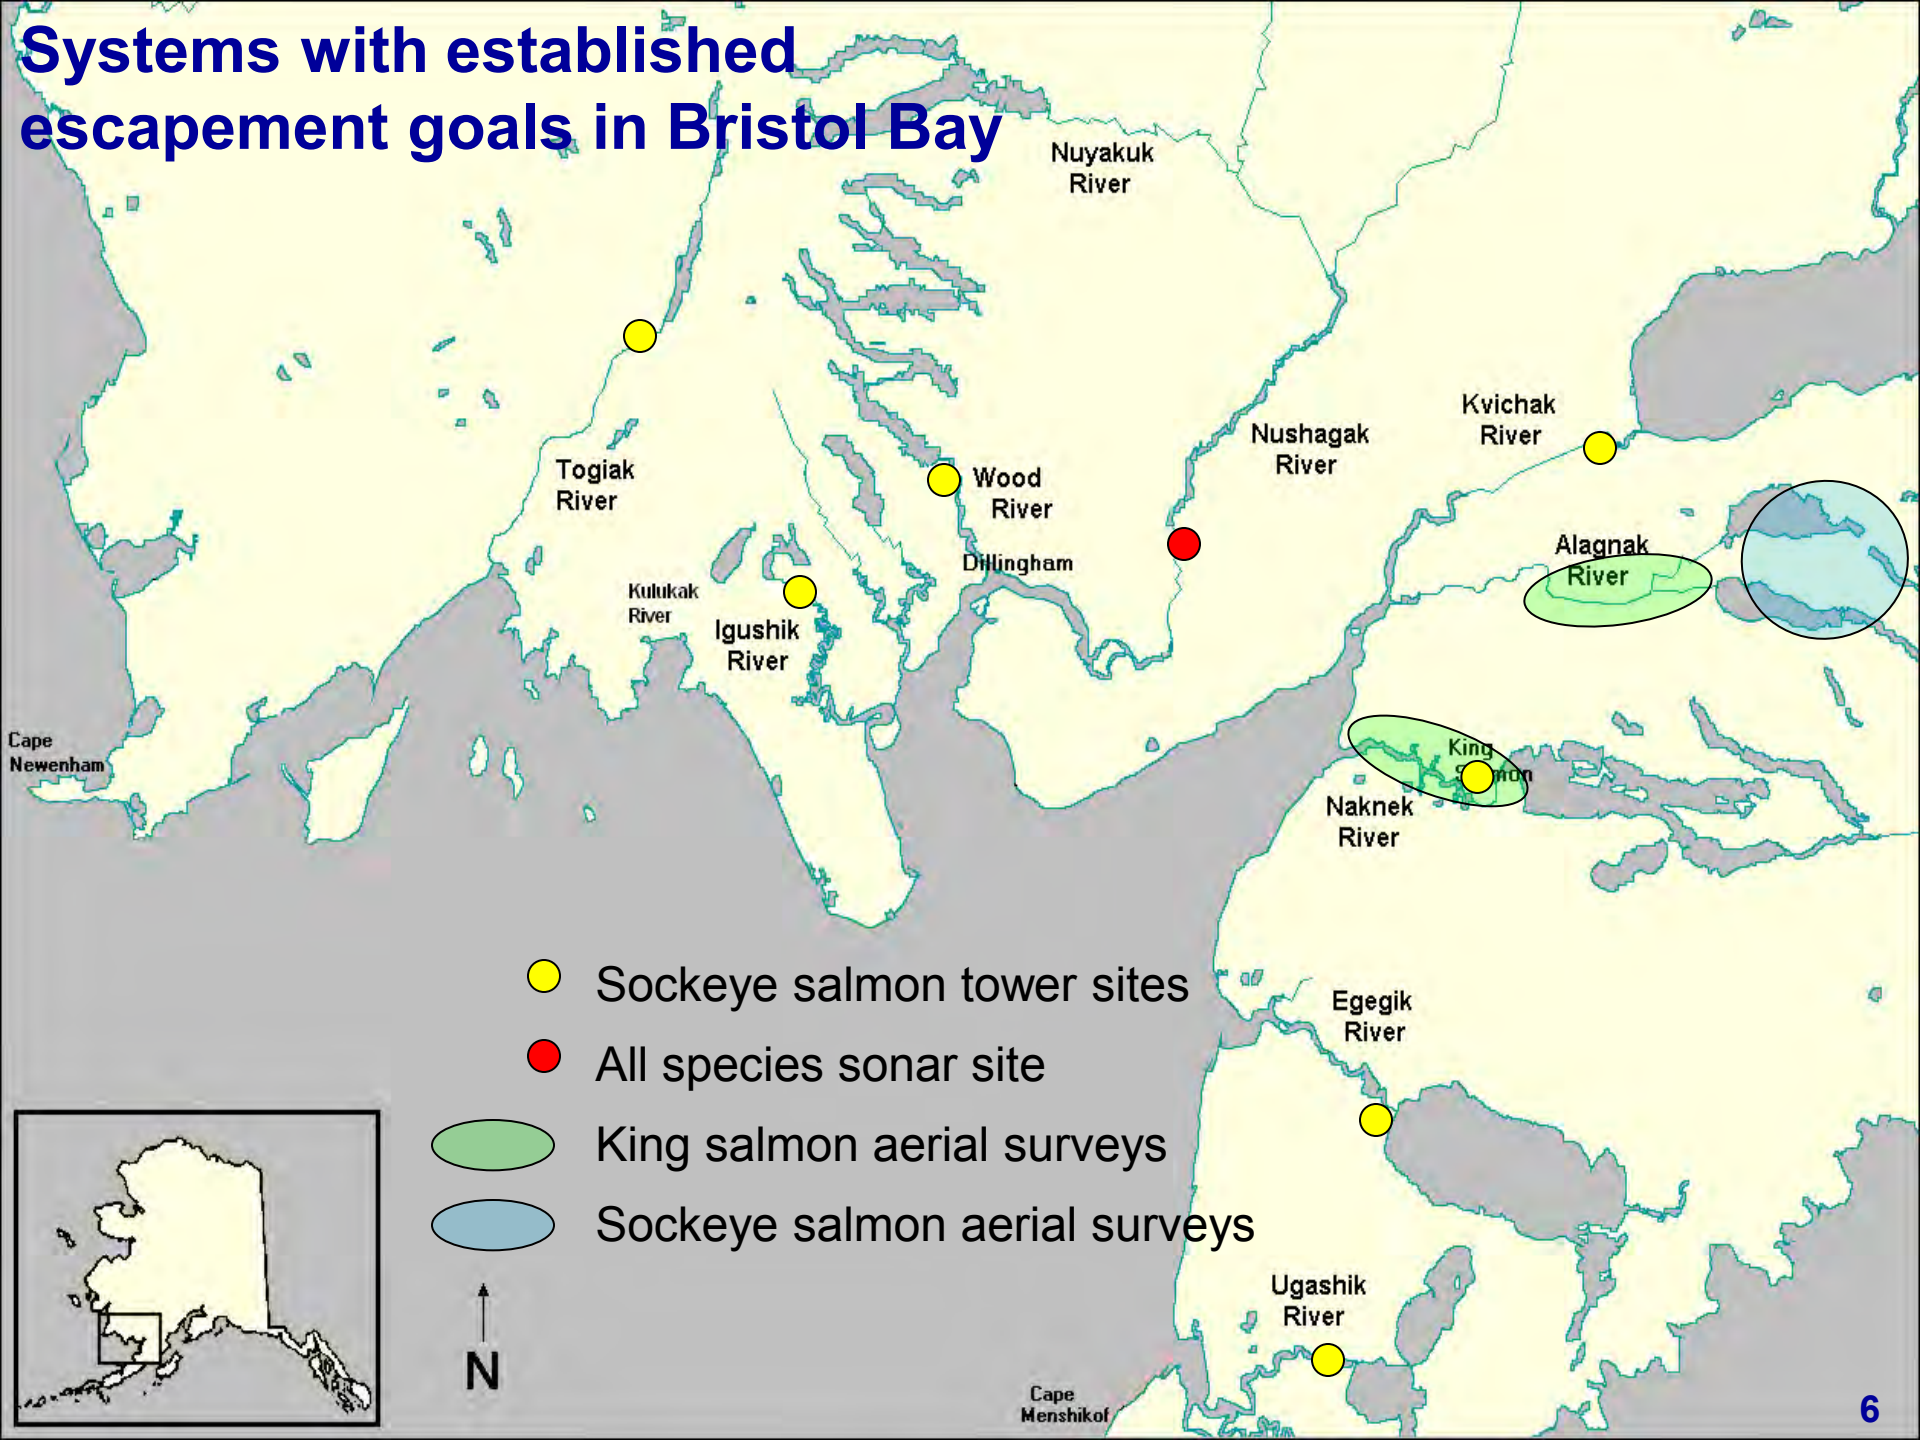 Systems with established
escapement goals in Bristol Bay
Nuyakuk
River
Kvichak
River
Nushagak
River
Togiak
River
Wood
River
Dillingham
Alagnak
River
Kulukak
River
Igushik
River
Cape
Newenham
King
Naknek
River
Sockeye salmon tower sites
All species sonar site
King salmon aerial surveys
Sockeye salmon aerial surveys
Egegik
River
Ugashik
River
N
Cape
Menshikof
6